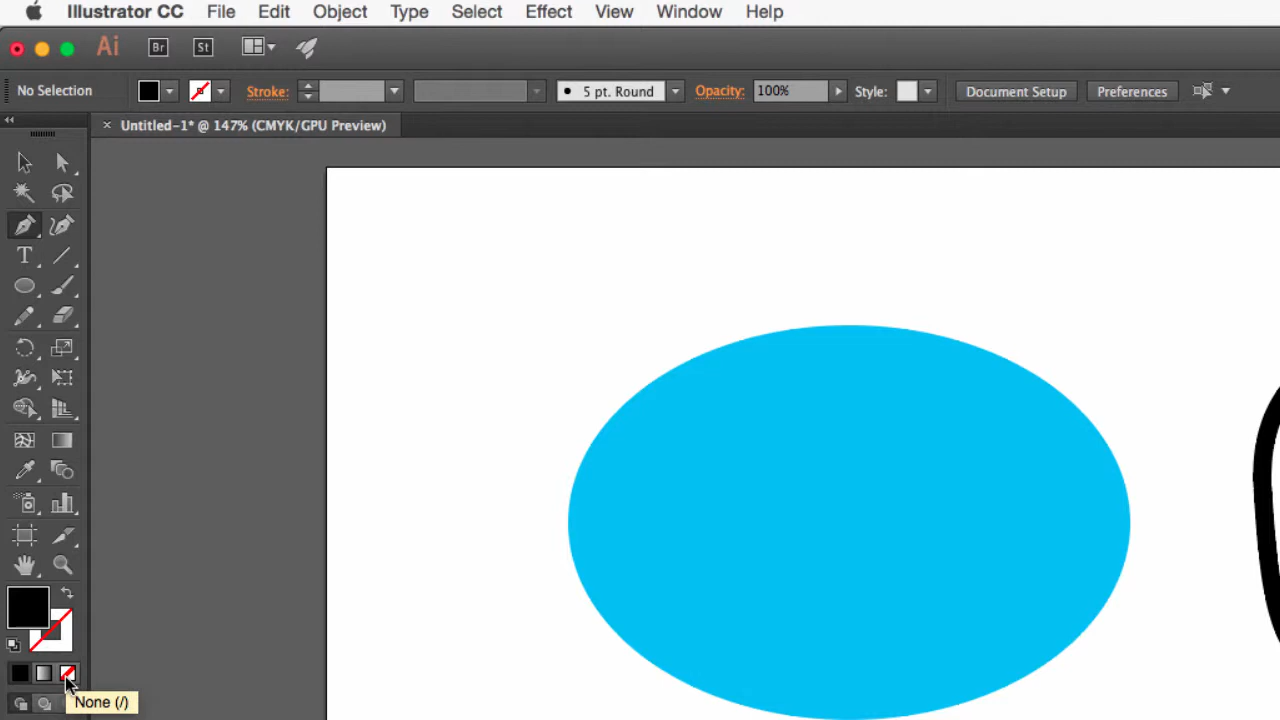 Illustrator CC File Edit Object Type Select Effect View Window Help
Ai Br St
No Selection Stroke: 5 pt. Round Opacity: 100% Style: Document Setup Preferences
× Untitled-1* @ 147% (CMYK/GPU Preview)
T
None (/)